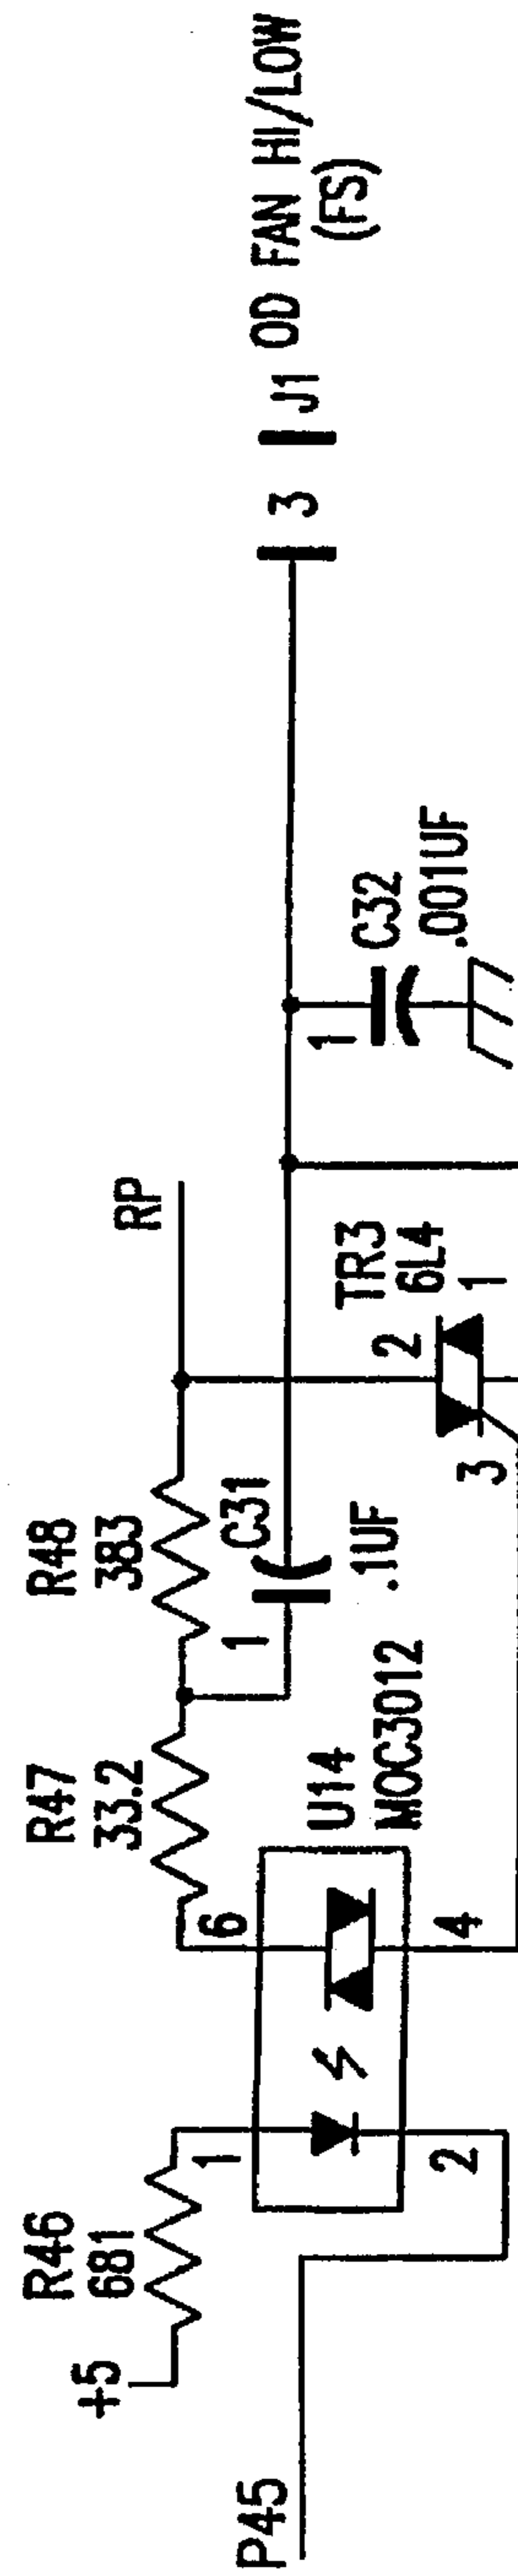 +5
R46
681
1
2
P45
R47
33.2
6
4
U14
MOC3012
R48
383
1
C31
.1UF
RP
TR3
6L4
2
1
3
1
C32
.001UF
3
J1
OD FAN HI/LOW
(FS)